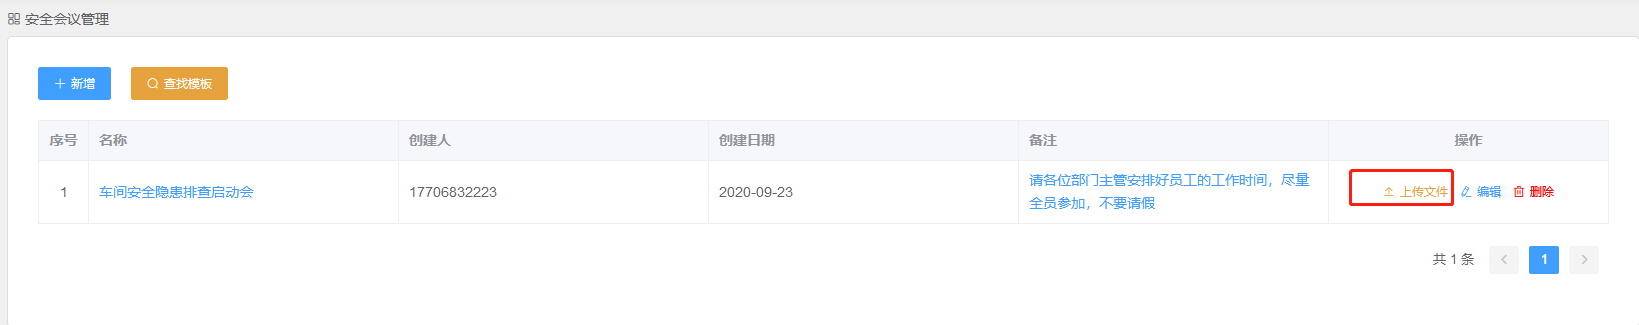 安全会议管理
新增 查找模板
序号 名称 创建人 创建日期 备注 操作
1 车间安全隐患排查启动会 17706832223 2020-09-23 请各位部门主管安排好员工的工作时间，尽量
全员参加，不要请假
上传文件 编辑 删除
共 1 条 1